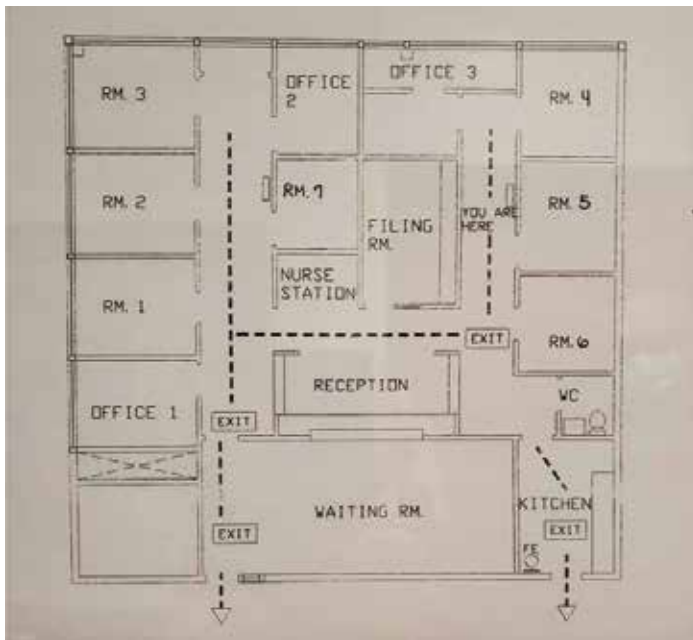 OFFICE 3
OFFICE
2
RM. 3
RM. 4
RM. 2
RM. 7
RM. 5
YOU ARE
HERE
FILING
RM.
NURSE
STATION
RM. 1
EXIT
RM. 6
RECEPTION
WC
OFFICE 1
EXIT
WAITING RM.
KITCHEN
EXIT
EXIT
FE